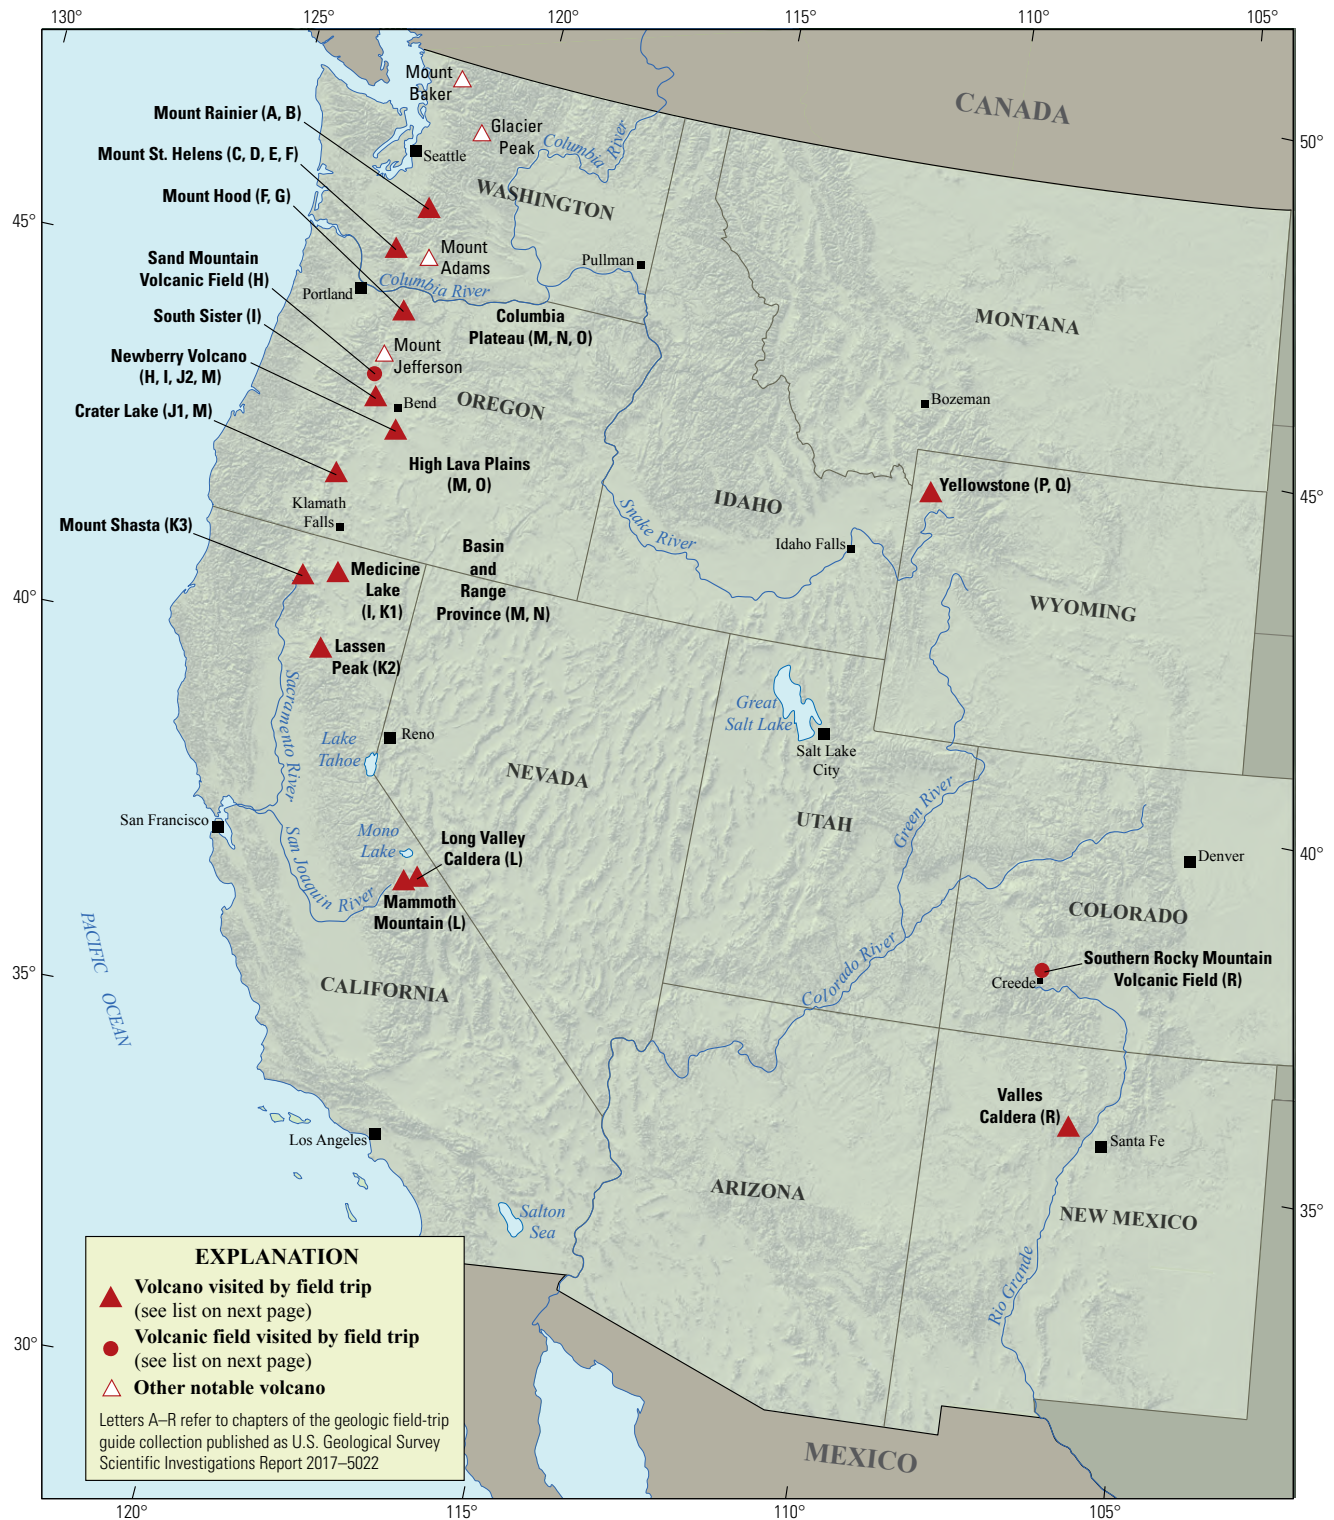 130°
125°
120°
115°
110°
105°
Mount
Baker
CANADA
Mount Rainier (A, B)
Glacier
Peak
Columbia River
50°
Mount St. Helens (C, D, E, F)
Seattle
Mount Hood (F, G)
WASHINGTON
45°
Sand Mountain
Volcanic Field (H)
Mount
Adams
Pullman
Columbia River
Portland
South Sister (I)
Columbia
Plateau (M, N, O)
MONTANA
Newberry Volcano
(H, I, J2, M)
Mount
Jefferson
Crater Lake (J1, M)
Bend
OREGON
Bozeman
High Lava Plains
(M, O)
Yellowstone (P, Q)
45°
Klamath
Falls
IDAHO
Snake River
Mount Shasta (K3)
Idaho Falls
Basin
and
Range
Province (M, N)
Medicine
Lake
(I, K1)
40°
WYOMING
Lassen
Peak (K2)
Sacramento River
Great
Salt Lake
Lake
Tahoe
Reno
Salt Lake
City
NEVADA
Green River
UTAH
San Francisco
Mono
Lake
Long Valley
Caldera (L)
40°
Denver
San Joaquin River
Mammoth
Mountain (L)
COLORADO
PACIFIC OCEAN
Colorado River
35°
Southern Rocky Mountain
Volcanic Field (R)
Creede
CALIFORNIA
Valles
Caldera (R)
Los Angeles
Santa Fe
ARIZONA
Salton
Sea
NEW MEXICO
35°
Rio Grande
EXPLANATION
Volcano visited by field trip
(see list on next page)
Volcanic field visited by field trip
(see list on next page)
Other notable volcano
Letters A–R refer to chapters of the geologic field-trip
guide collection published as U.S. Geological Survey
Scientific Investigations Report 2017–5022
30°
MEXICO
120°
115°
110°
105°